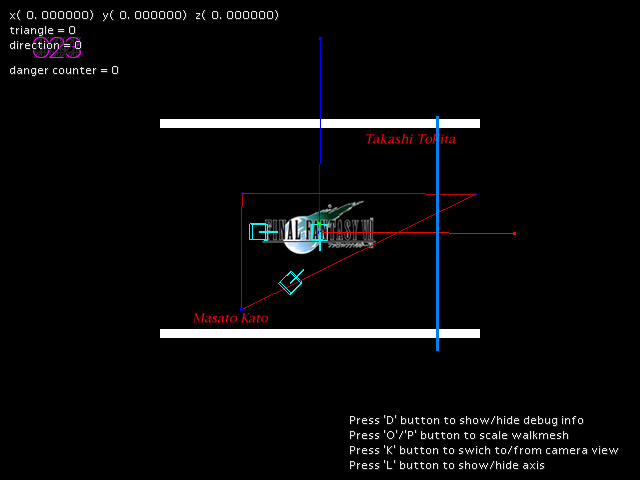 x( 0. 000000)  y( 0. 000000)  z( 0. 000000)
triangle = 0
direction = 0
323
danger counter = 0
Takashi Tokita
FINAL FANTASY VII
Masato Kato
Press 'D' button to show/hide debug info
Press 'O'/'P' button to scale walkmesh
Press 'K' button to swich to/from camera view
Press 'L' button to show/hide axis